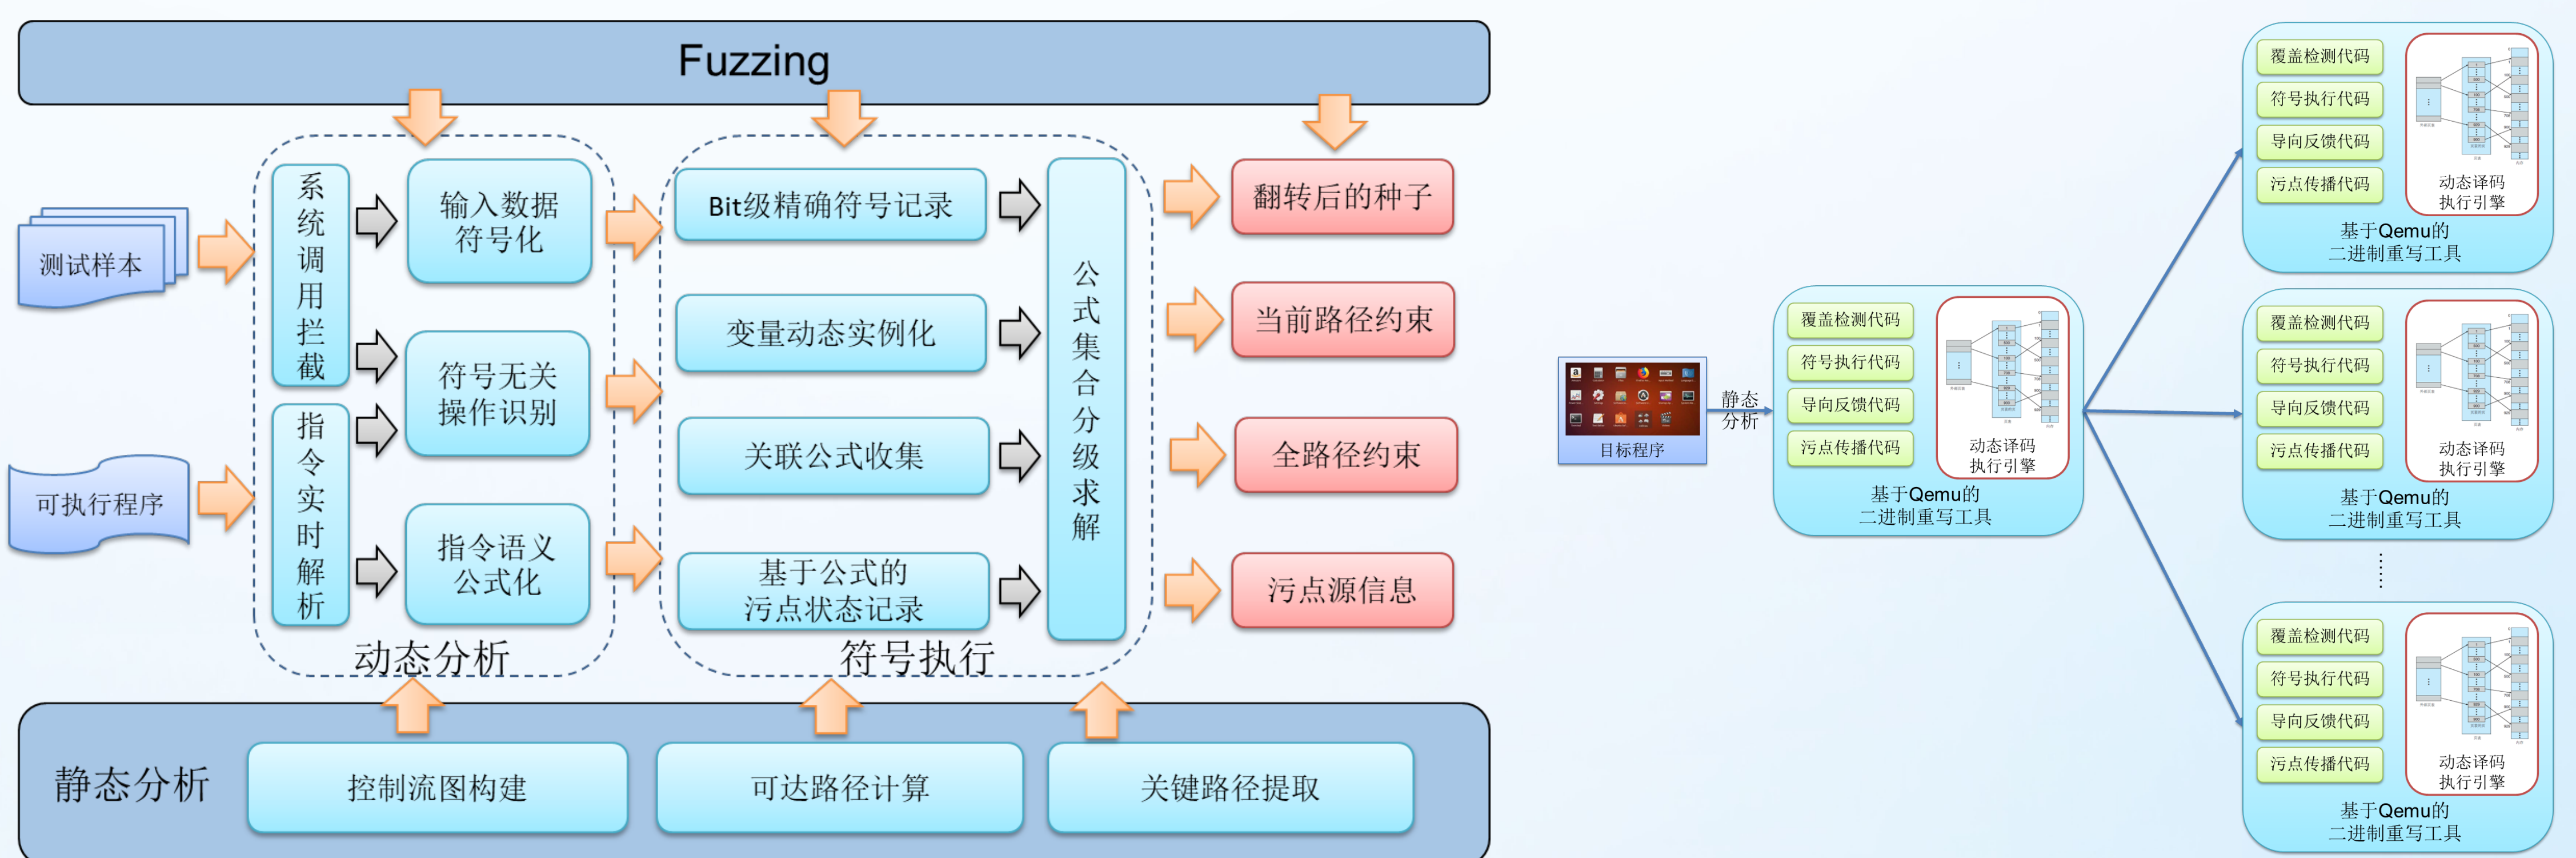 Fuzzing
测试样本
可执行程序
系统调用拦截
指令实时解析
输入数据
符号化
符号无关
操作识别
指令语义
公式化
动态分析
Bit级精确符号记录
变量动态实例化
关联公式收集
基于公式的
污点状态记录
公式集合分级求解
符号执行
翻转后的种子
当前路径约束
全路径约束
污点源信息
静态分析
控制流图构建
可达路径计算
关键路径提取
目标程序
静态
分析
覆盖检测代码
符号执行代码
导向反馈代码
污点传播代码
动态译码
执行引擎
基于Qemu的
二进制重写工具
覆盖检测代码
符号执行代码
导向反馈代码
污点传播代码
动态译码
执行引擎
基于Qemu的
二进制重写工具
覆盖检测代码
符号执行代码
导向反馈代码
污点传播代码
动态译码
执行引擎
基于Qemu的
二进制重写工具
覆盖检测代码
符号执行代码
导向反馈代码
污点传播代码
动态译码
执行引擎
基于Qemu的
二进制重写工具